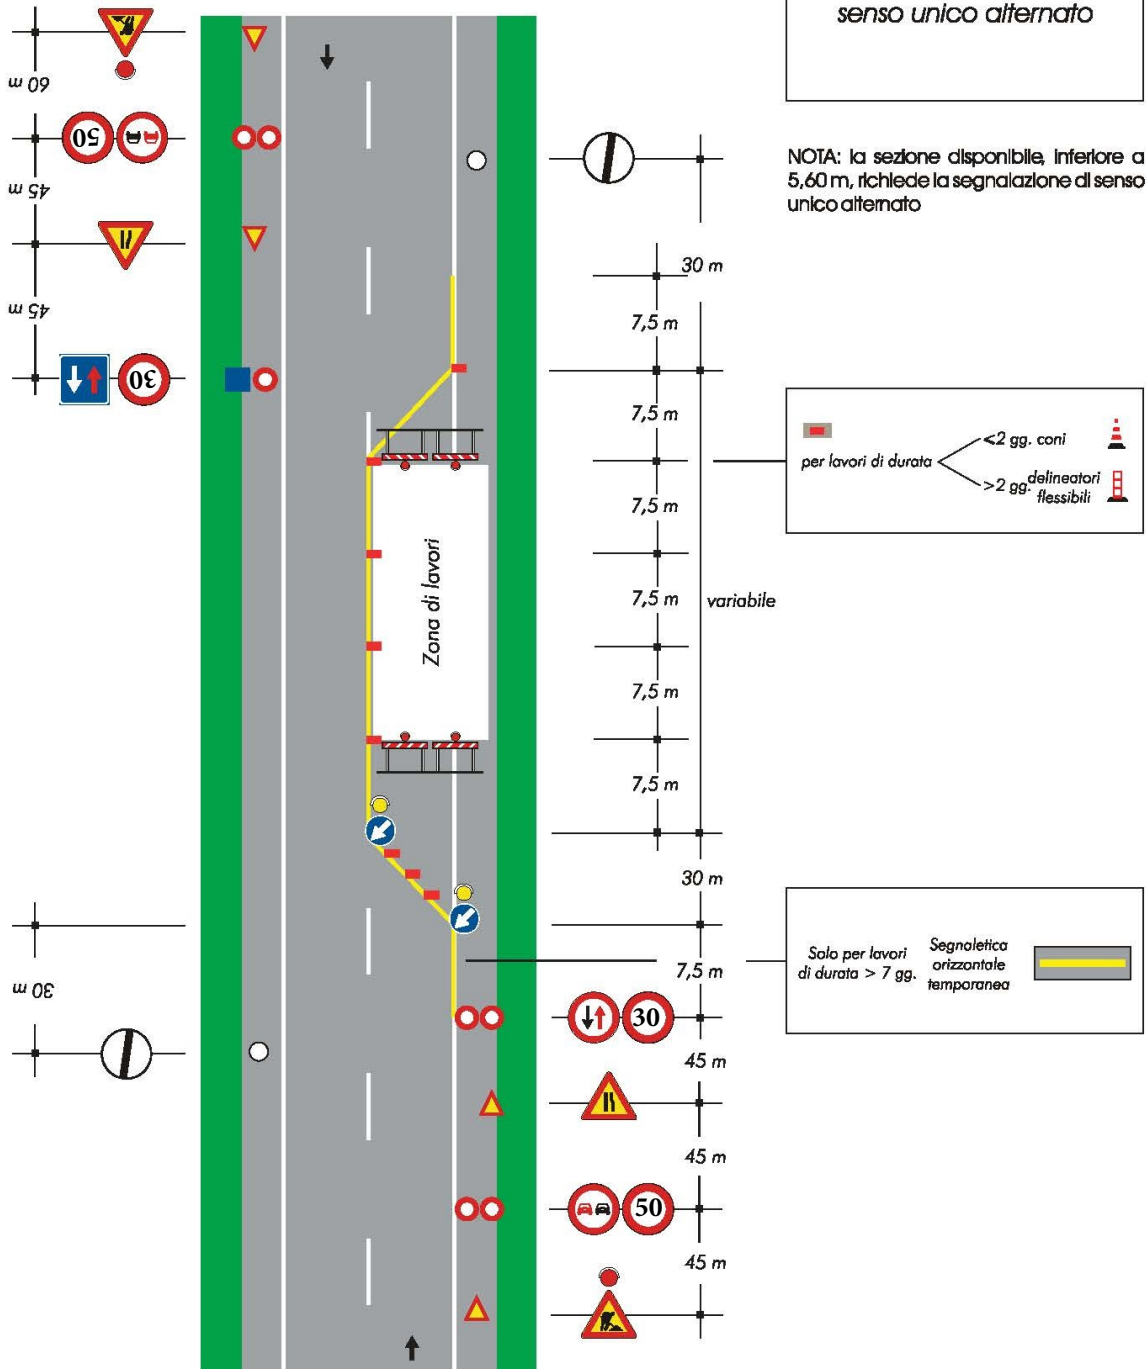 senso unico alternato
NOTA: la sezione disponibile, inferiore a
5,60 m, richiede la segnalazione di senso
unico alternato
60 m
50
45 m
45 m
30
30 m
7,5 m
7,5 m
7,5 m
7,5 m
variabile
7,5 m
7,5 m
30 m
7,5 m
per lavori di durata
<2 gg. coni
>2 gg. delineatori
flessibili
Zona di lavori
Solo per lavori
di durata > 7 gg.
Segnaletica
orizzontale
temporanea
30 m
30
45 m
45 m
50
45 m